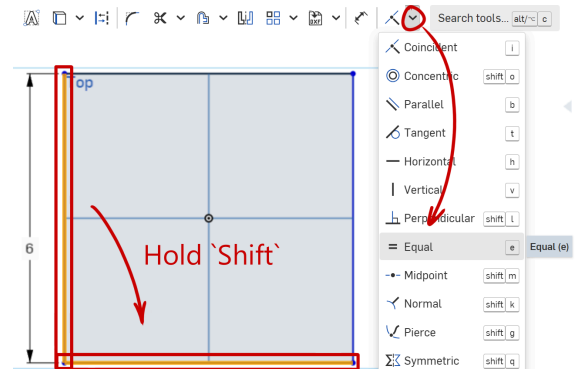 DXF
Search tools... alt/⌥ c
Coincident i
Top
Concentric shift o
Parallel b
Tangent t
Horizontal h
Vertical v
Perpendicular shift l
6
Hold `Shift`
Equal e
Equal (e)
Midpoint shift m
Normal shift k
Pierce shift g
Symmetric shift q